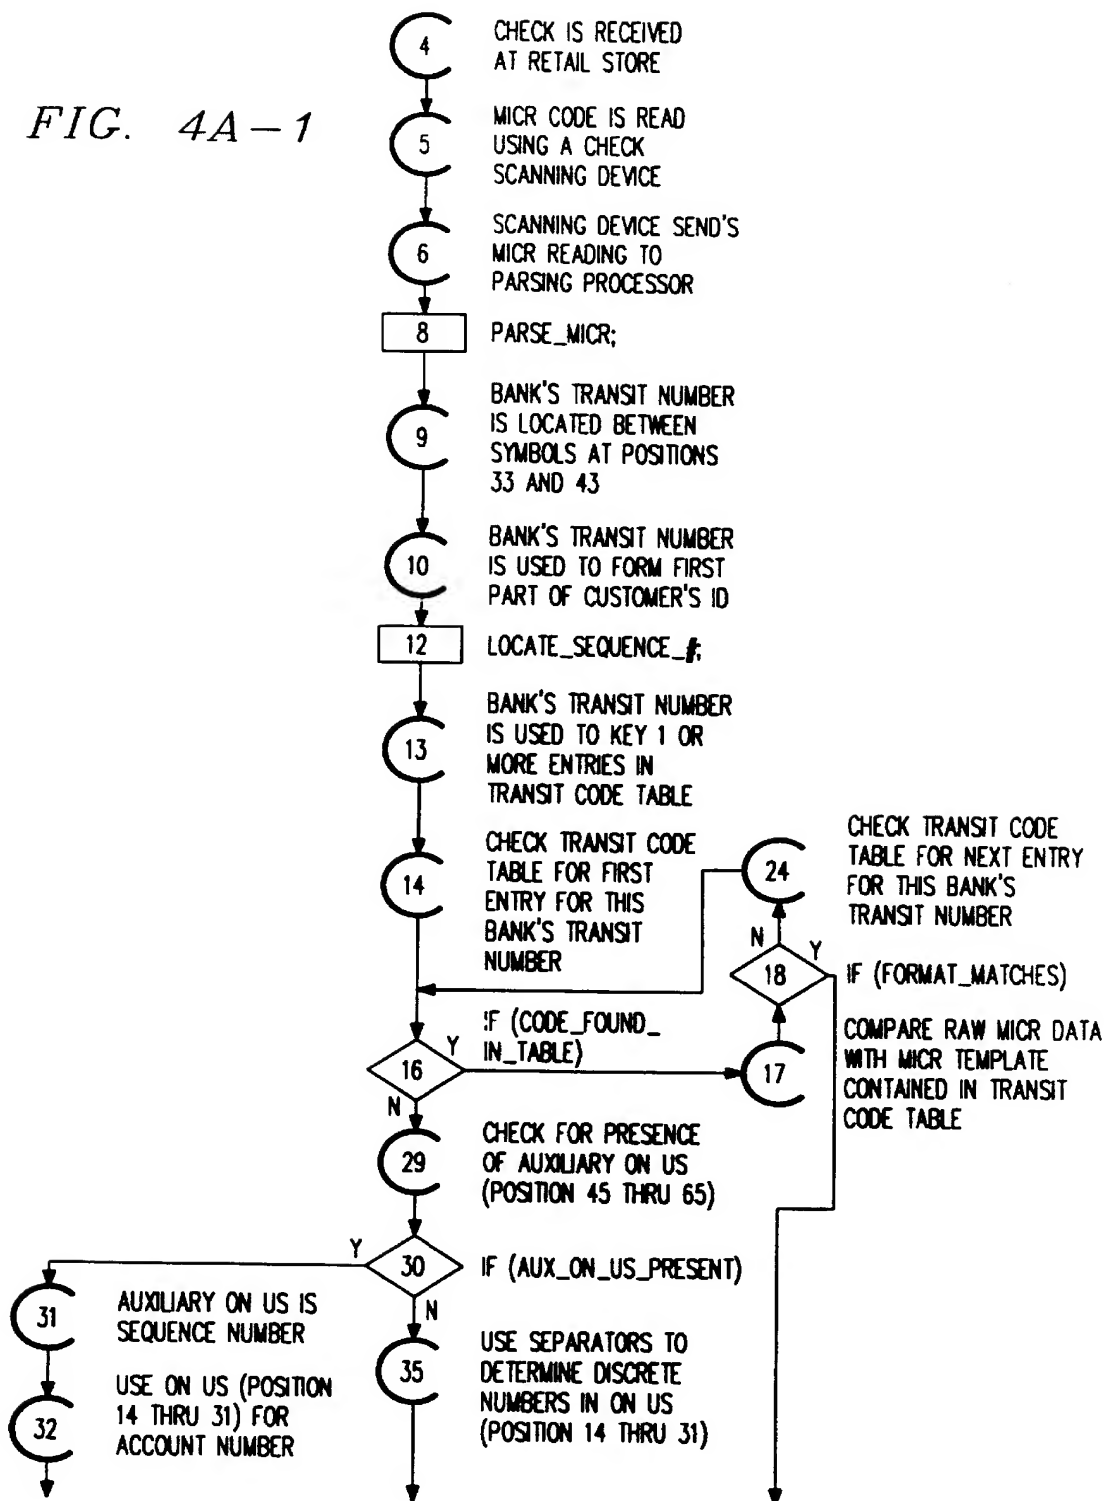 4
CHECK IS RECEIVED
AT RETAIL STORE
FIG. 4A-1
5
MICR CODE IS READ
USING A CHECK
SCANNING DEVICE
6
SCANNING DEVICE SEND'S
MICR READING TO
PARSING PROCESSOR
8
PARSE_MICR;
9
BANK'S TRANSIT NUMBER
IS LOCATED BETWEEN
SYMBOLS AT POSITIONS
33 AND 43
10
BANK'S TRANSIT NUMBER
IS USED TO FORM FIRST
PART OF CUSTOMER'S ID
12
LOCATE_SEQUENCE_#;
13
BANK'S TRANSIT NUMBER
IS USED TO KEY 1 OR
MORE ENTRIES IN
TRANSIT CODE TABLE
14
CHECK TRANSIT CODE
TABLE FOR FIRST
ENTRY FOR THIS
BANK'S TRANSIT
NUMBER
24
CHECK TRANSIT CODE
TABLE FOR NEXT ENTRY
FOR THIS BANK'S
TRANSIT NUMBER
N
Y
18
IF (FORMAT_MATCHES)
16
Y
IF (CODE_FOUND_
IN_TABLE)
N
17
COMPARE RAW MICR DATA
WITH MICR TEMPLATE
CONTAINED IN TRANSIT
CODE TABLE
29
CHECK FOR PRESENCE
OF AUXILIARY ON US
(POSITION 45 THRU 65)
Y
30
IF (AUX_ON_US_PRESENT)
N
31
AUXILIARY ON US IS
SEQUENCE NUMBER
35
USE SEPARATORS TO
DETERMINE DISCRETE
NUMBERS IN ON US
(POSITION 14 THRU 31)
32
USE ON US (POSITION
14 THRU 31) FOR
ACCOUNT NUMBER